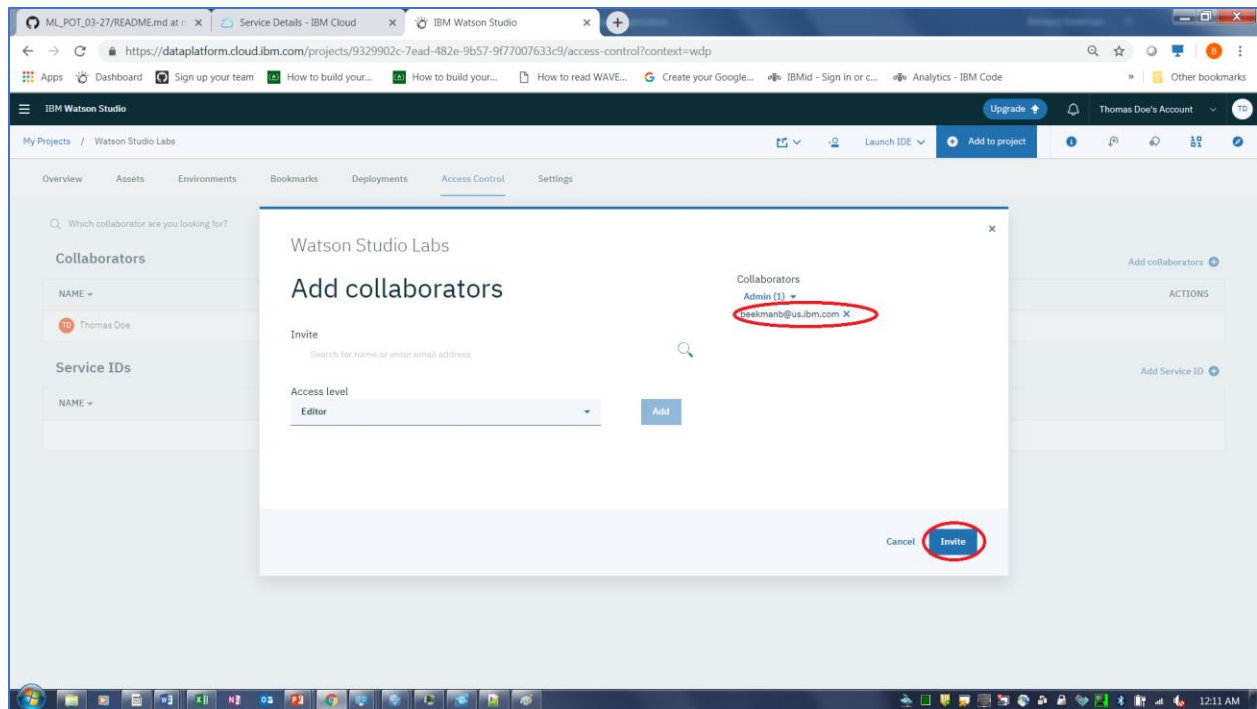 ML_POT_03-27/README.md at
Service Details - IBM Cloud
IBM Watson Studio
https://dataplatform.cloud.ibm.com/projects/9329902c-7ead-482e-9b57-9f77007633c9/access-control?context=wdp
Apps Dashboard Sign up your team How to build your... How to build your... How to read WAVE... Create your Google... IBMid - Sign in or c... Analytics - IBM Code » Other bookmarks
IBM Watson Studio Upgrade Thomas Doe's Account TD
My Projects / Watson Studio Labs Launch IDE Add to project
Overview Assets Environments Bookmarks Deployments Access Control Settings
Which collaborator are you looking for?
Collaborators Add collaborators
NAME ACTIONS
TD Thomas Doe
Service IDs Add Service ID
NAME
Watson Studio Labs
Add collaborators
Invite
Search for name or enter email address
Access level
Editor Add
Collaborators
Admin (1)
beekmanb@us.ibm.com X
Cancel Invite
12:11 AM